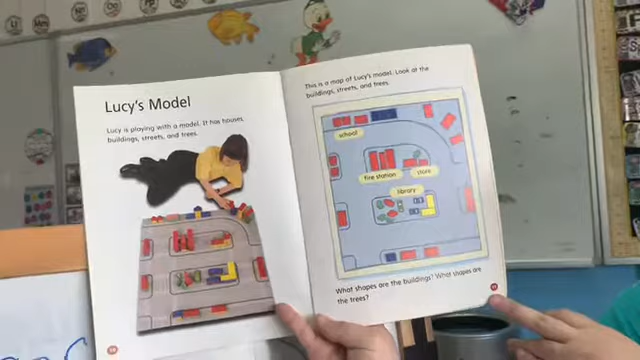 Lucy's Model
Lucy is playing with a model. It has houses,
buildings, streets, and trees.
This is a map of Lucy's model. Look at the
buildings, streets, and trees.
school
fire station
store
library
What shapes are the buildings? What shapes are
the trees?